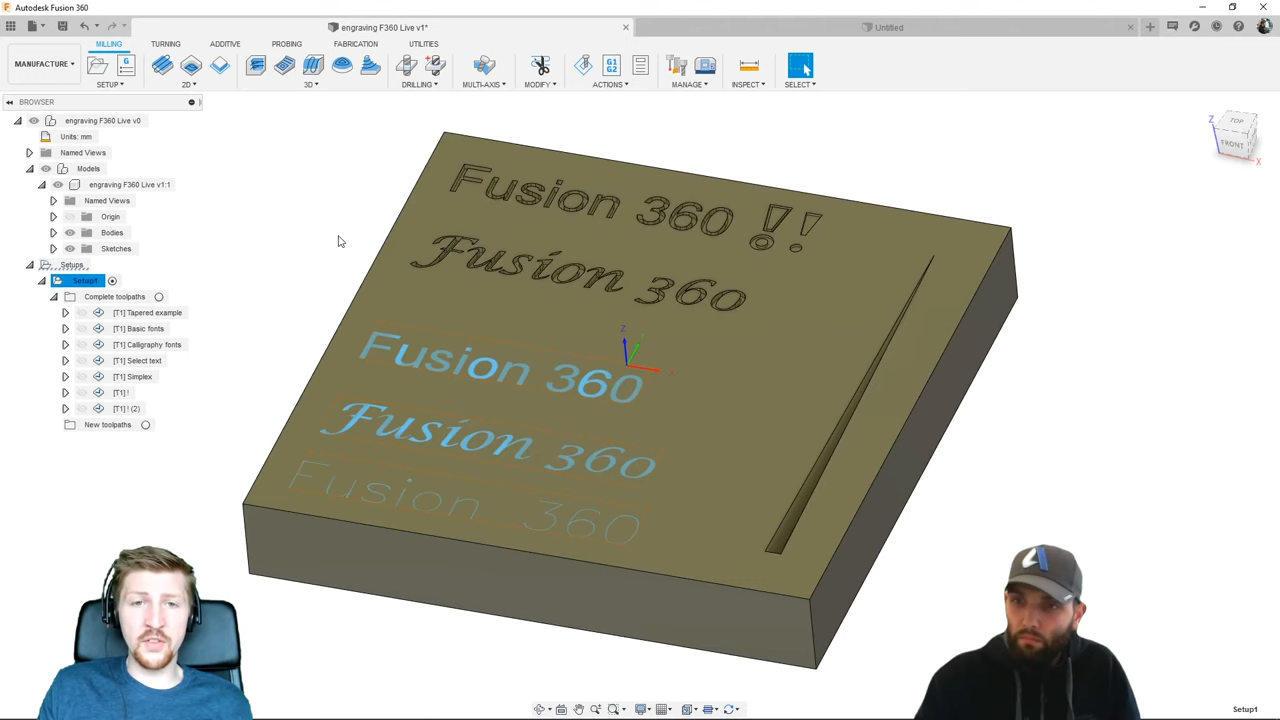 Autodesk Fusion 360
engraving F360 Live v1*
Untitled
MILLING TURNING ADDITIVE PROBING FABRICATION UTILITIES
MANUFACTURE
SETUP 2D 3D DRILLING MULTI-AXIS MODIFY ACTIONS MANAGE INSPECT SELECT
G1
G2
BROWSER
engraving F360 Live v0
Units: mm
Named Views
Models
engraving F360 Live v1:1
Named Views
Origin
Bodies
Sketches
Setups
Setup1
Complete toolpaths
[T1] Tapered example
[T1] Basic fonts
[T1] Calligraphy fonts
[T1] Select text
[T1] Simplex
[T1] !
[T1] ! (2)
New toolpaths
TOP
FRONT
Z
X
Fusion 360 !!
Fusion 360
Z
X
Fusion 360
Fusion 360
Fusion 360
Setup1